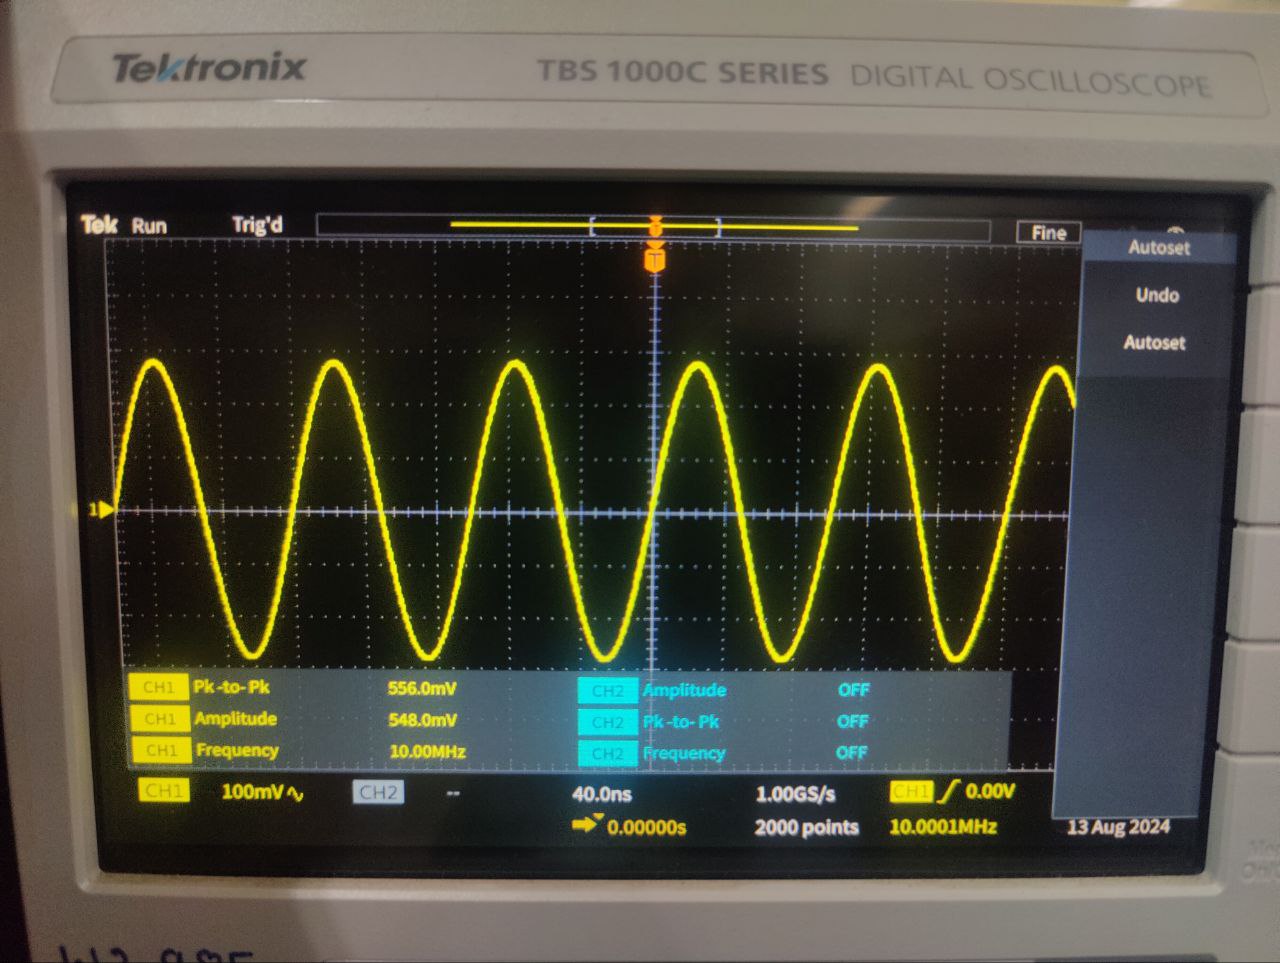 Tektronix TBS 1000C SERIES DIGITAL OSCILLOSCOPE
Tek Run Trig'd Fine
T
Autoset
Undo
Autoset
1
CH1 Pk-to-Pk 556.0mV CH2 Amplitude OFF
CH1 Amplitude 548.0mV CH2 Pk-to-Pk OFF
CH1 Frequency 10.00MHz CH2 Frequency OFF
CH1 100mV CH2 -- 40.0ns 1.00GS/s CH1 0.00V
0.00000s 2000 points 10.0001MHz 13 Aug 2024